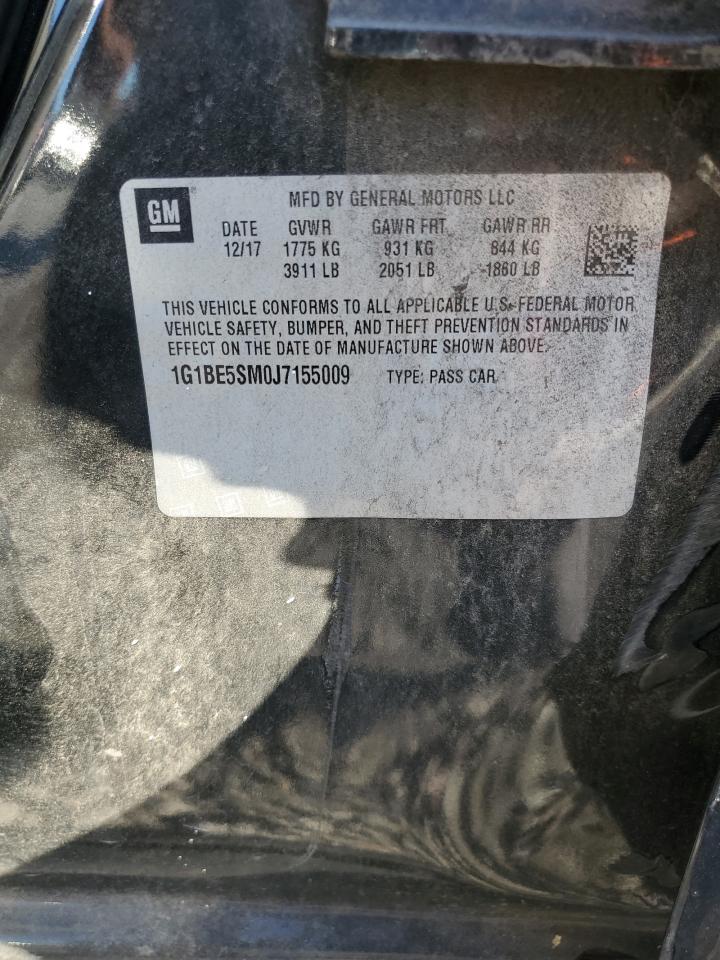 GM
MFD BY GENERAL MOTORS LLC
DATE GVWR GAWR FRT GAWR RR
12/17 1775 KG 931 KG 844 KG
3911 LB 2051 LB 1860 LB
THIS VEHICLE CONFORMS TO ALL APPLICABLE U.S. FEDERAL MOTOR
VEHICLE SAFETY, BUMPER, AND THEFT PREVENTION STANDARDS IN
EFFECT ON THE DATE OF MANUFACTURE SHOWN ABOVE.
1G1BE5SM0J7155009 TYPE: PASS CAR